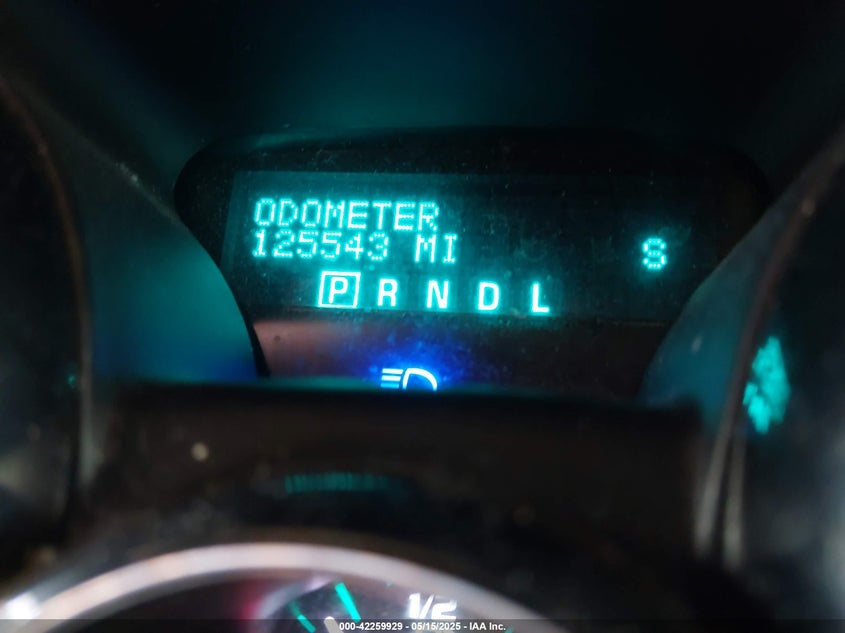 ODOMETER
125543 MI
S
P R N D L
1/2
000-42259929 - 05/15/2025 - IAA Inc.